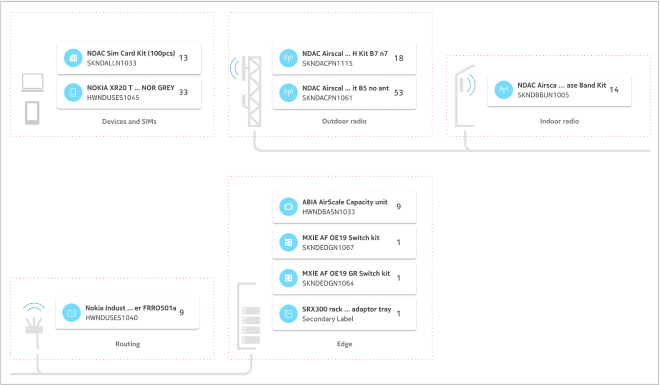 NDAC Sim Card Kit (100pcs) 13
SKNDALLN1033
NOKIA XR20 T ... NOR GREY 33
HWNDUSES1045
Devices and SIMs
NDAC Airscal ... H Kit B7 n7 18
SKNDACPN1115
NDAC Airscal ... it B5 no ant 53
SKNDACPN1061
Outdoor radio
NDAC Airsca ... ase Band Kit 14
SKNDBBUN1005
Indoor radio
ABIA AirScale Capacity unit 9
HWNDBASN1033
MXIE AF OE19 Switch kit 1
SKNDEDGN1067
MXIE AF OE19 GR Switch kit 1
SKNDEDGN1064
SRX300 rack ... adaptor tray 1
Secondary Label
Edge
Nokia Indust ... er FRRO501a 9
HWNDUSES1040
Routing